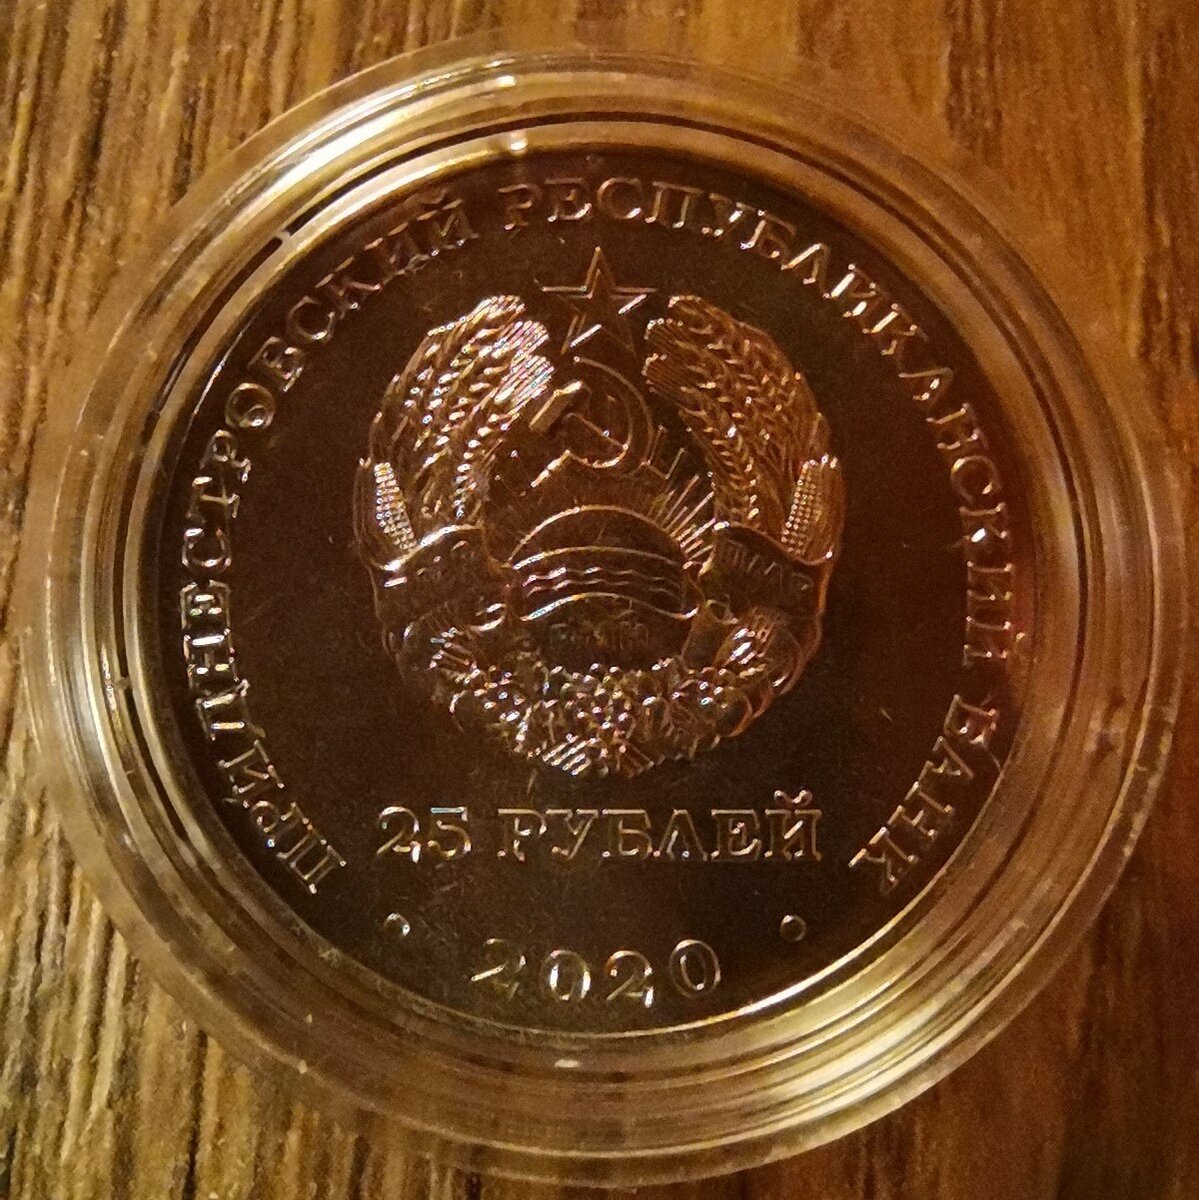 ПРИДНЕСТРОВСКИЙ РЕСПУБЛИКАНСКИЙ БАНК
25 РУБЛЕЙ
• 2020 •